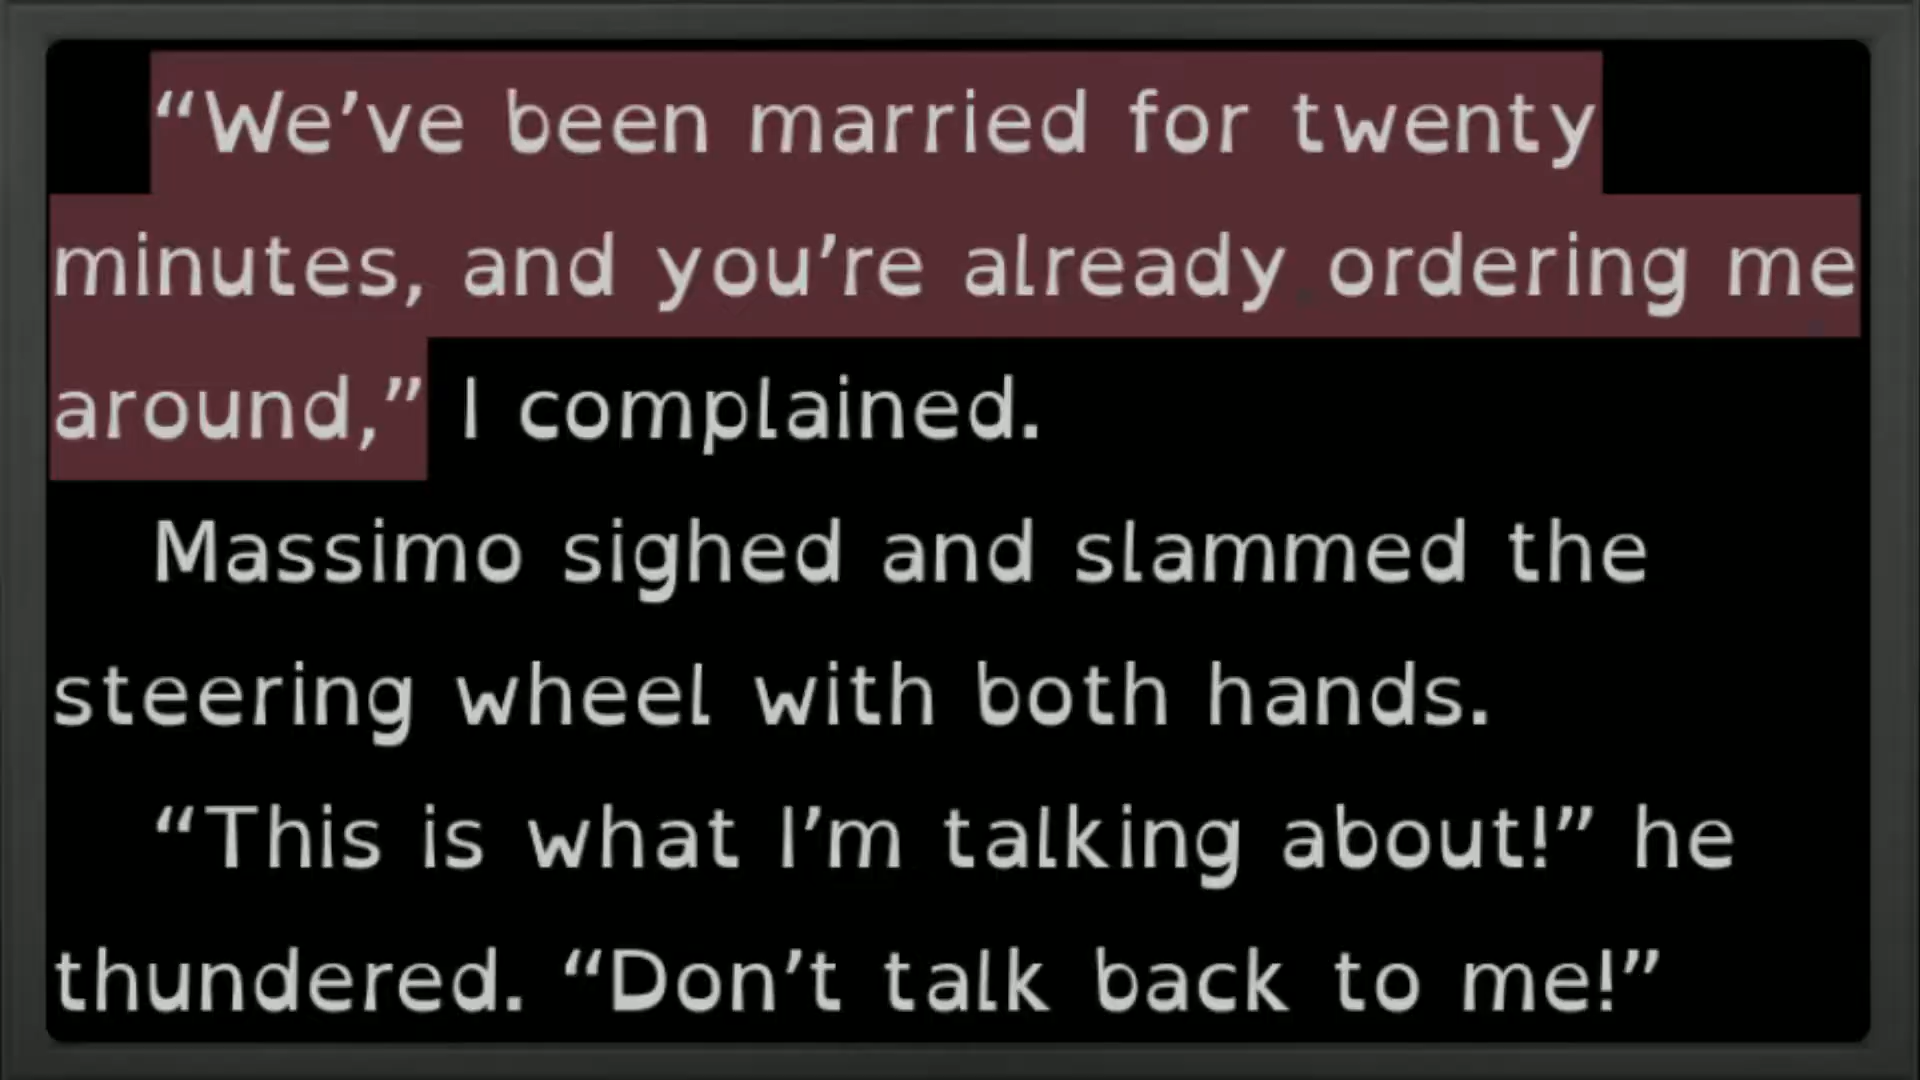 “We’ve been married for twenty
minutes, and you’re already ordering me
around,” I complained.
Massimo sighed and slammed the
steering wheel with both hands.
“This is what I’m talking about!” he
thundered. “Don’t talk back to me!”